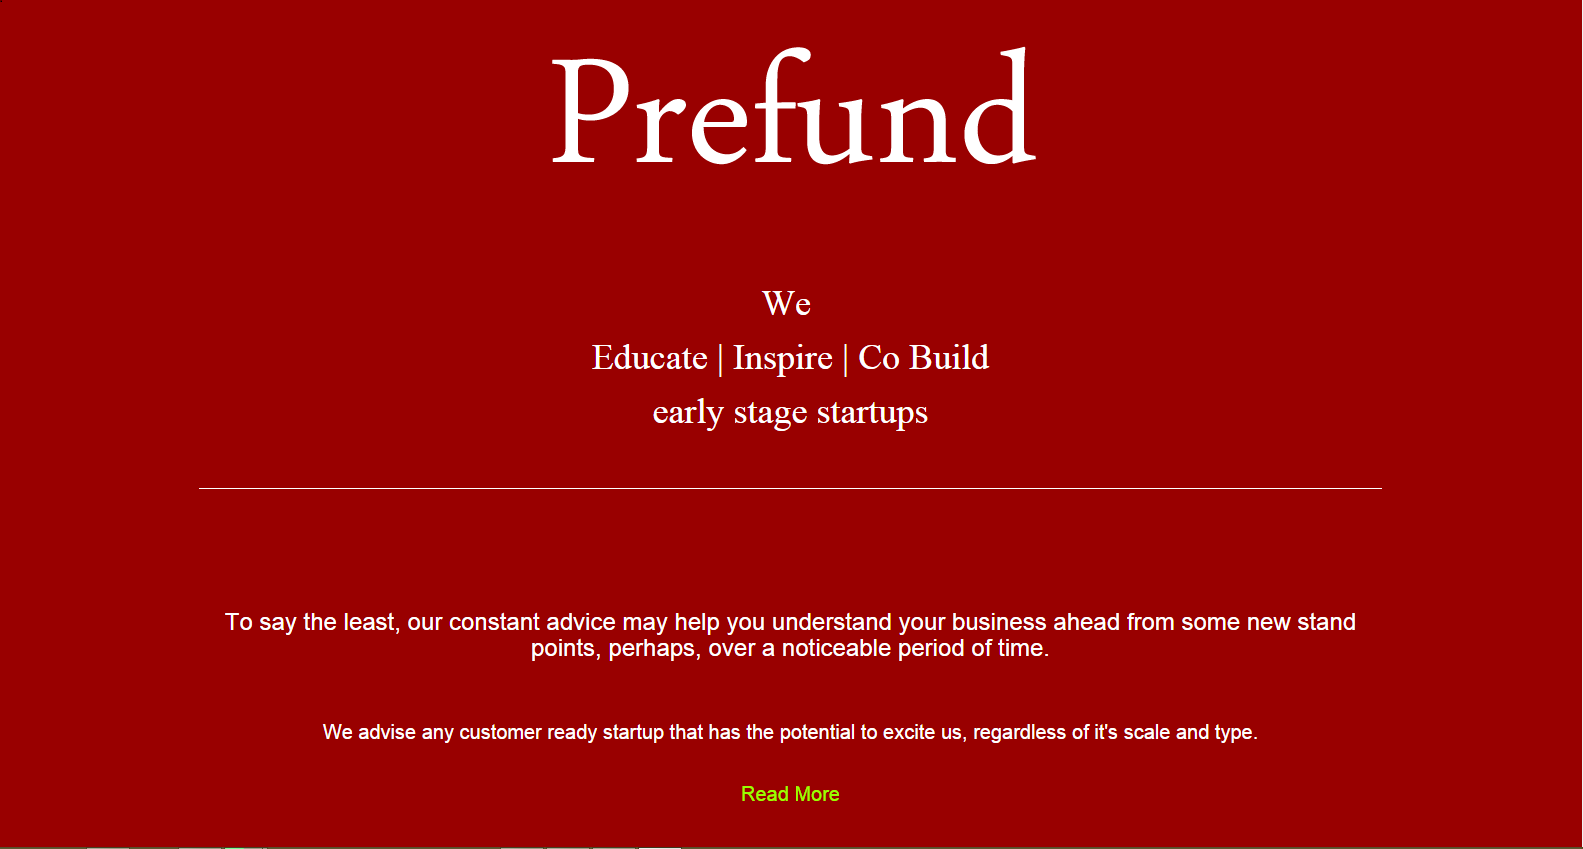 Prefund
We
Educate | Inspire | Co Build
early stage startups
To say the least, our constant advice may help you understand your business ahead from some new stand
points, perhaps, over a noticeable period of time.
We advise any customer ready startup that has the potential to excite us, regardless of it's scale and type.
Read More